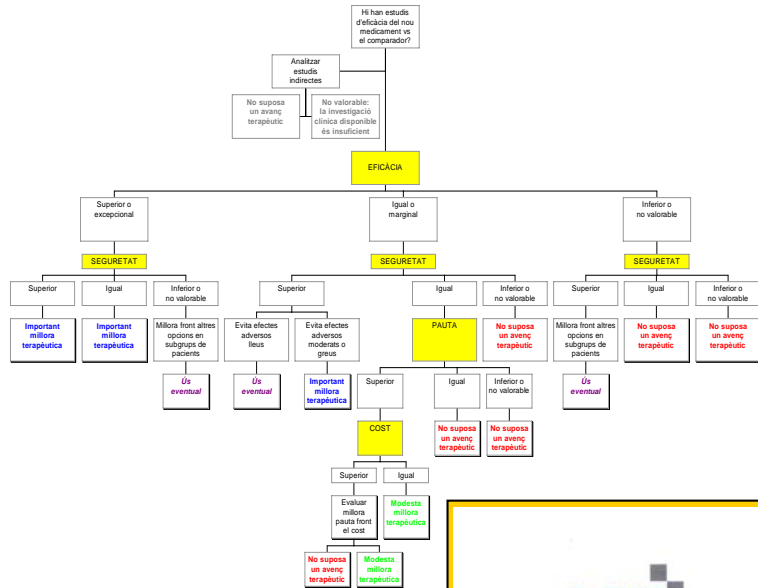 Hi han estudis
d'eficàcia del nou
medicament vs
el comparador?
Analitzar
estudis
indirectes
No suposa
un avanç
terapèutic
No valorable:
la investigació
clínica disponible
és insuficient
EFICÀCIA
Superior o
excepcional
Igual o
marginal
Inferior o
no valorable
SEGURETAT
SEGURETAT
SEGURETAT
Superior
Igual
Inferior o
no valorable
Superior
Igual
Inferior o
no valorable
Superior
Igual
Inferior o
no valorable
Important
millora
terapèutica
Important
millora
terapèutica
Millora front altres
opcions en
subgrups de
pacients
Evita efectes
adversos
lleus
Evita efectes
adversos
moderats o
greus
PAUTA
No suposa
un avenç
terapèutic
Millora front altres
opcions en
subgrups de
pacients
No suposa
un avenç
terapèutic
No suposa
un avenç
terapèutic
Ús
eventual
Ús
eventual
Important
millora
terapéutica
Superior
Igual
Inferior o
no valorable
Ús
eventual
COST
No suposa
un avenç
terapèutic
No suposa
un avenç
terapèutic
Superior
Igual
Evaluar
millora
pauta front
el cost
Modesta
millora
terapéutica
No suposa
un avenç
terapèutic
Modesta
millora
terapéutica